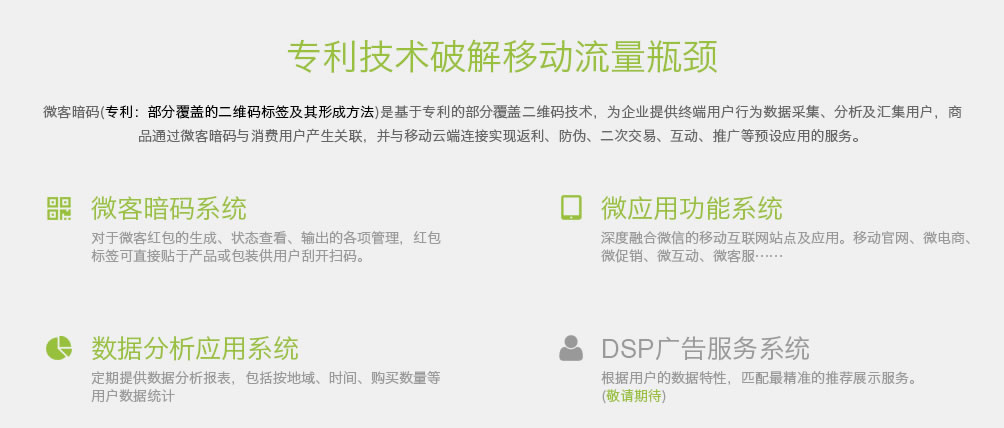 专利技术破解移动流量瓶颈
微客暗码(专利：部分覆盖的二维码标签及其形成方法)是基于专利的部分覆盖二维码技术，为企业提供终端用户行为数据采集、分析及汇集用户，商
品通过微客暗码与消费用户产生关联，并与移动云端连接实现返利、防伪、二次交易、互动、推广等预设应用的服务。
微客暗码系统
对于微客红包的生成、状态查看、输出的各项管理，红包
标签可直接贴于产品或包装供用户刮开扫码。
微应用功能系统
深度融合微信的移动互联网站点及应用。移动官网、微电商、
微促销、微互动、微客服……
数据分析应用系统
定期提供数据分析报表，包括按地域、时间、购买数量等
用户数据统计
DSP广告服务系统
根据用户的数据特性，匹配最精准的推荐展示服务。
(敬请期待)